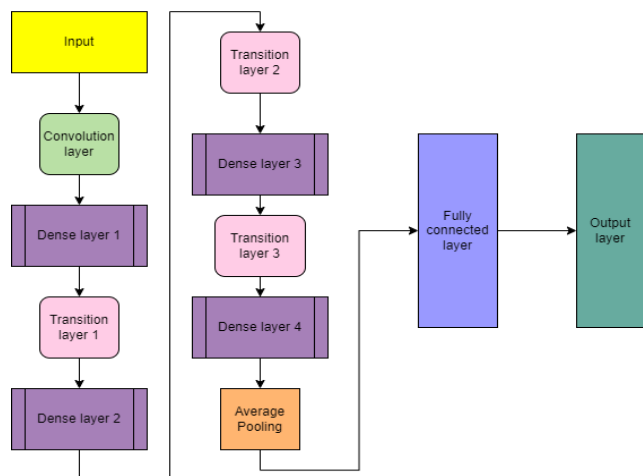 Input
Convolution
layer
Dense layer 1
Transition
layer 1
Dense layer 2
Transition
layer 2
Dense layer 3
Transition
layer 3
Dense layer 4
Average
Pooling
Fully
connected
layer
Output
layer